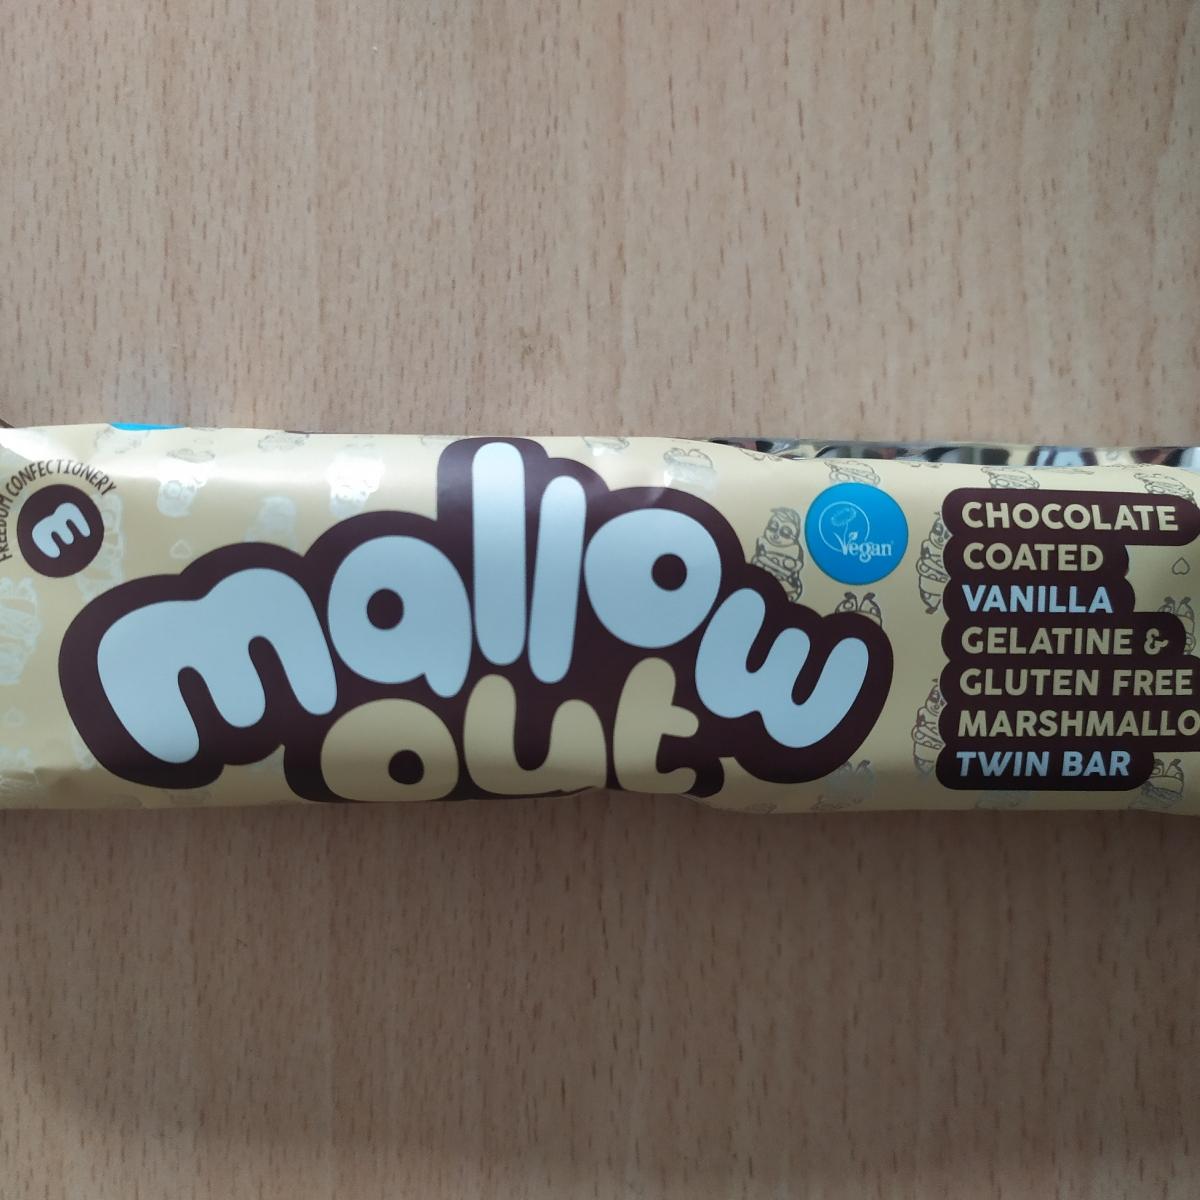 FREEDOM CONFECTIONERY
m
mallow
out
Vegan
CHOCOLATE
COATED
VANILLA
GELATINE &
GLUTEN FREE
MARSHMALLO
TWIN BAR